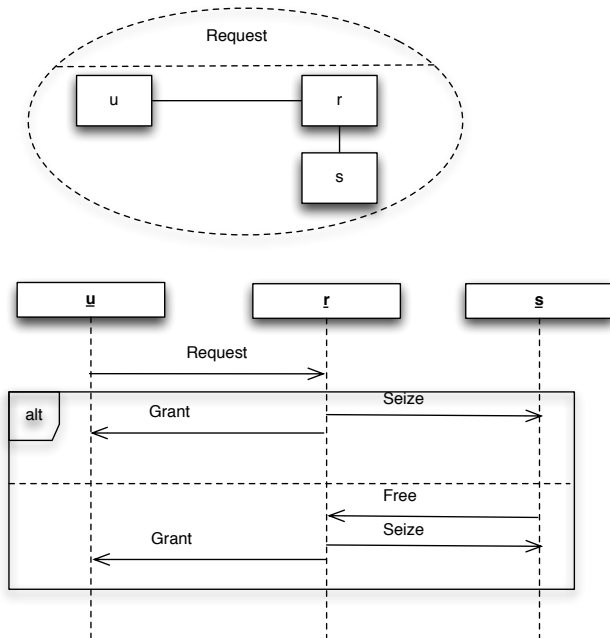 Request
u
r
s
u
r
s
Request
alt
Grant
Seize
Free
Grant
Seize